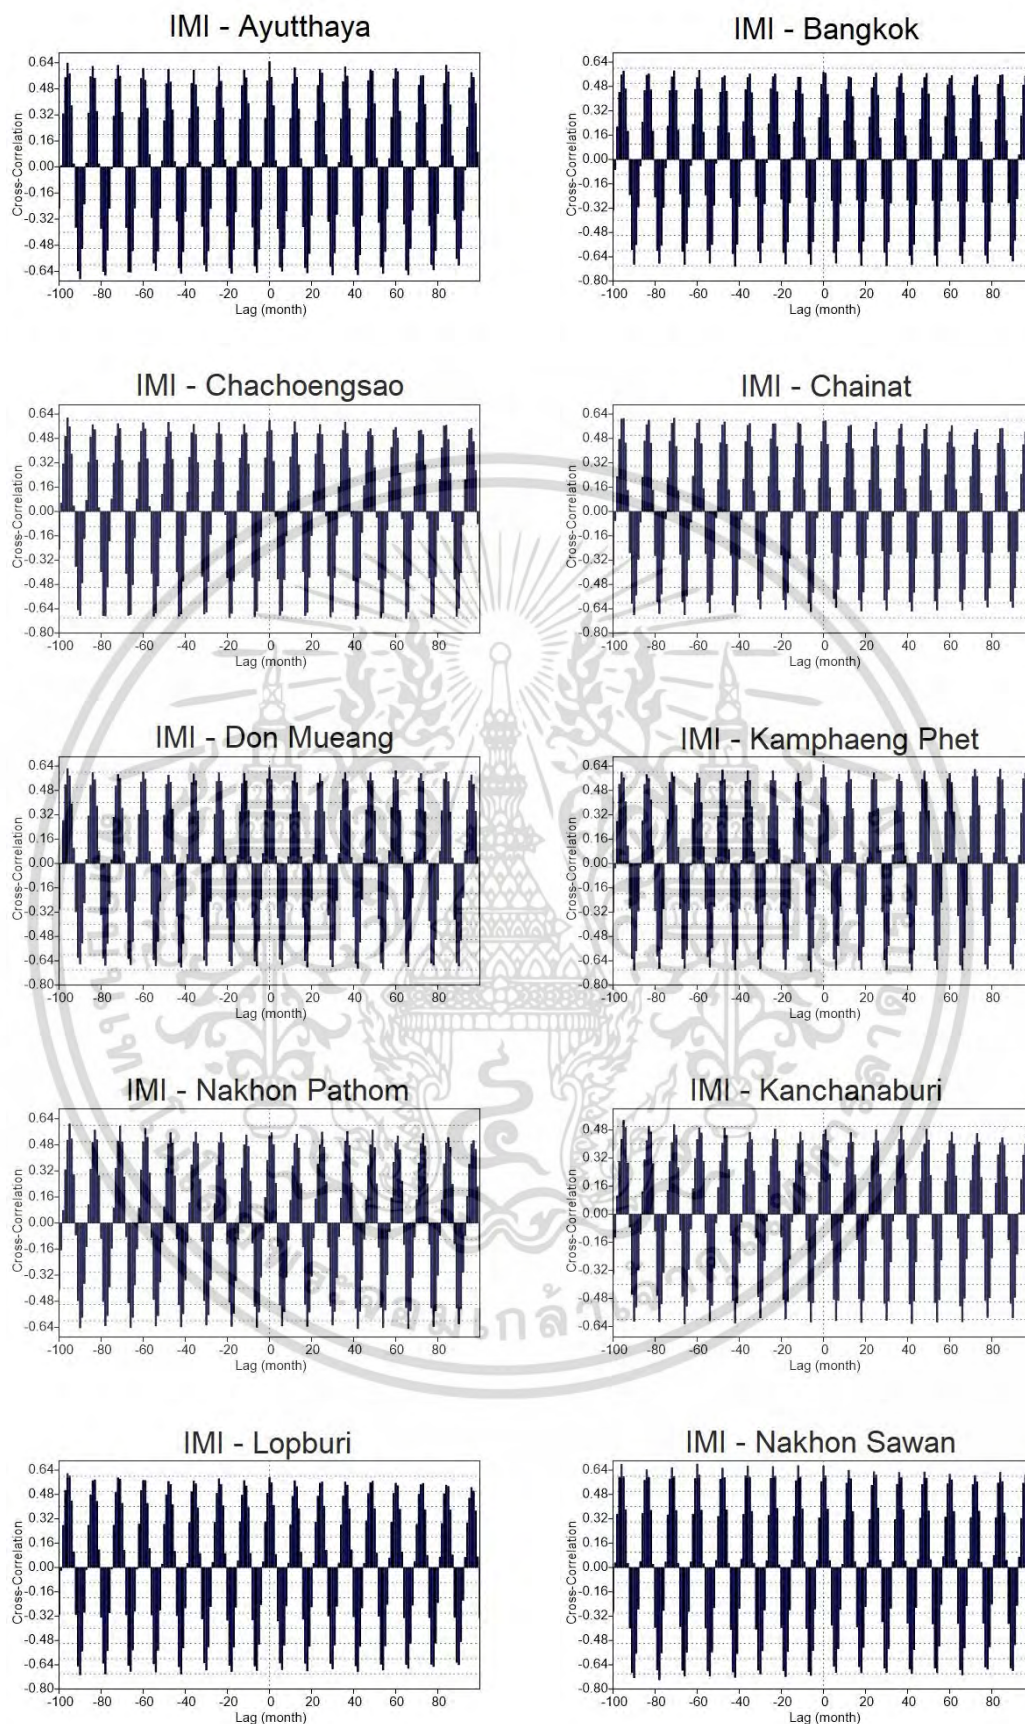 IMI - Ayutthaya
Cross-Correlation
0.64
0.48
0.32
0.16
0.00
-0.16
-0.32
-0.48
-0.64
-100 -80 -60 -40 -20 0 20 40 60 80
Lag (month)
IMI - Bangkok
Cross-Correlation
0.64
0.48
0.32
0.16
0.00
-0.16
-0.32
-0.48
-0.64
-0.80
-100 -80 -60 -40 -20 0 20 40 60 80
Lag (month)
IMI - Chachoengsao
Cross-Correlation
0.64
0.48
0.32
0.16
0.00
-0.16
-0.32
-0.48
-0.64
-0.80
-100 -80 -60 -40 -20 0 20 40 60 80
Lag (month)
IMI - Chainat
Cross-Correlation
0.64
0.48
0.32
0.16
0.00
-0.16
-0.32
-0.48
-0.64
-0.80
-100 -80 -60 -40 -20 0 20 40 60 80
Lag (month)
IMI - Don Mueang
Cross-Correlation
0.64
0.48
0.32
0.16
0.00
-0.16
-0.32
-0.48
-0.64
-0.80
-100 -80 -60 -40 -20 0 20 40 60 80
Lag (month)
IMI - Kamphaeng Phet
Cross-Correlation
0.64
0.48
0.32
0.16
0.00
-0.16
-0.32
-0.48
-0.64
-0.80
-100 -80 -60 -40 -20 0 20 40 60 80
Lag (month)
IMI - Nakhon Pathom
Cross-Correlation
0.64
0.48
0.32
0.16
0.00
-0.16
-0.32
-0.48
-0.64
-100 -80 -60 -40 -20 0 20 40 60 80
Lag (month)
IMI - Kanchanaburi
Cross-Correlation
0.48
0.32
0.16
0.00
-0.16
-0.32
-0.48
-0.64
-100 -80 -60 -40 -20 0 20 40 60 80
Lag (month)
IMI - Lopburi
Cross-Correlation
0.64
0.48
0.32
0.16
0.00
-0.16
-0.32
-0.48
-0.64
-0.80
-100 -80 -60 -40 -20 0 20 40 60 80
Lag (month)
IMI - Nakhon Sawan
Cross-Correlation
0.64
0.48
0.32
0.16
0.00
-0.16
-0.32
-0.48
-0.64
-0.80
-100 -80 -60 -40 -20 0 20 40 60 80
Lag (month)